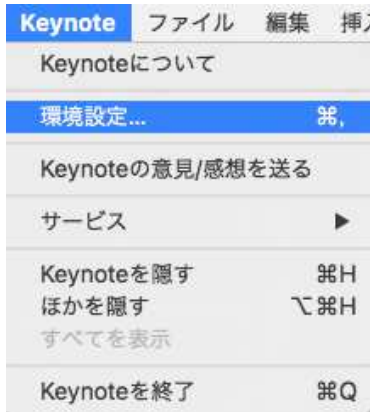 Keynote ファイル 編集 挿入
Keynoteについて
環境設定... ⌘,
Keynoteの意見/感想を送る
サービス ▶
Keynoteを隠す ⌘H
ほかを隠す ⌥⌘H
すべてを表示
Keynoteを終了 ⌘Q